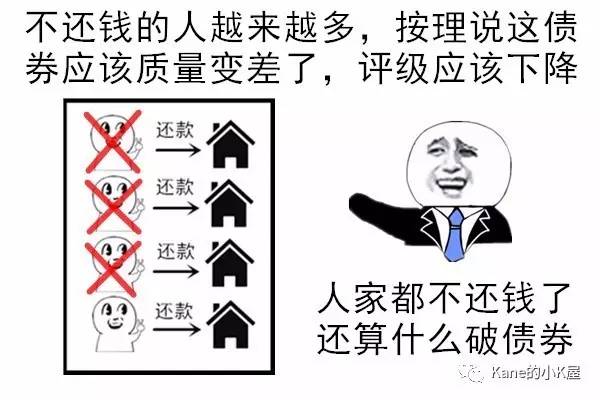 不还钱的人越来越多，按理说这债
券应该质量变差了，评级应该下降
还款
还款
还款
还款
人家都不还钱了
还算什么破债券
Kane的小K屋